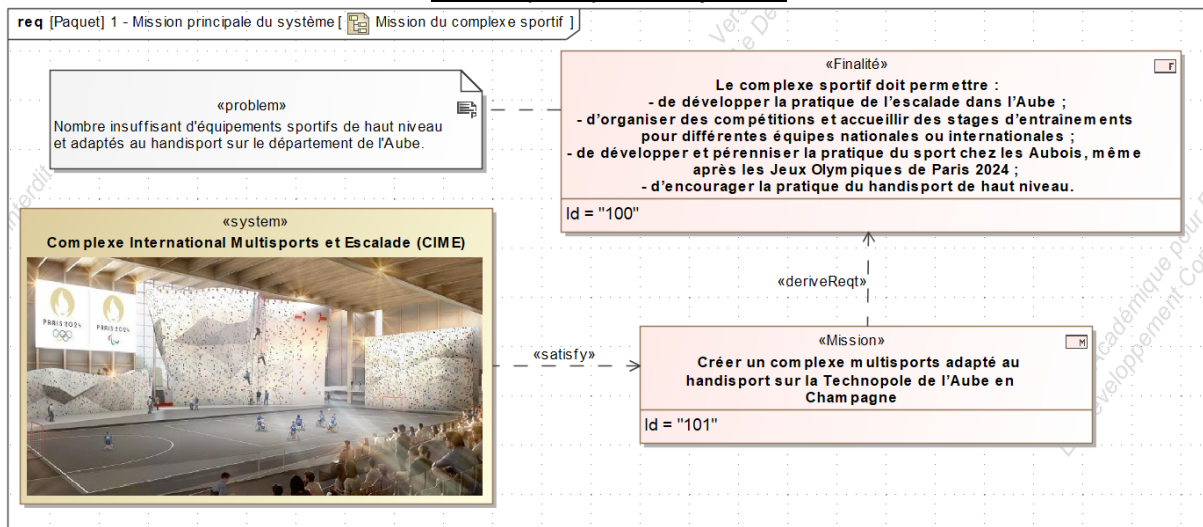 req [Paquet] 1 - Mission principale du système [ Mission du complexe sportif ]
«problem»
Nombre insuffisant d'équipements sportifs de haut niveau
et adaptés au handisport sur le département de l'Aube.
«Finalité»
r
Le complexe sportif doit permettre :
- de développer la pratique de l'escalade dans l'Aube ;
- d'organiser des compétitions et accueillir des stages d'entraînements
pour différentes équipes nationales ou internationales ;
- de développer et pérenniser la pratique du sport chez les Aubois, même
après les Jeux Olympiques de Paris 2024 ;
- d'encourager la pratique du handisport de haut niveau.
Id = "100"
«system»
Complexe International Multisports et Escalade (CIME)
PARIS 2024
PARIS 2024
«deriveReqt»
«satisfy»
«Mission»
M
Créer un complexe multisports adapté au
handisport sur la Technopole de l'Aube en
Champagne
Id = "101"
Interdit
Académique pour